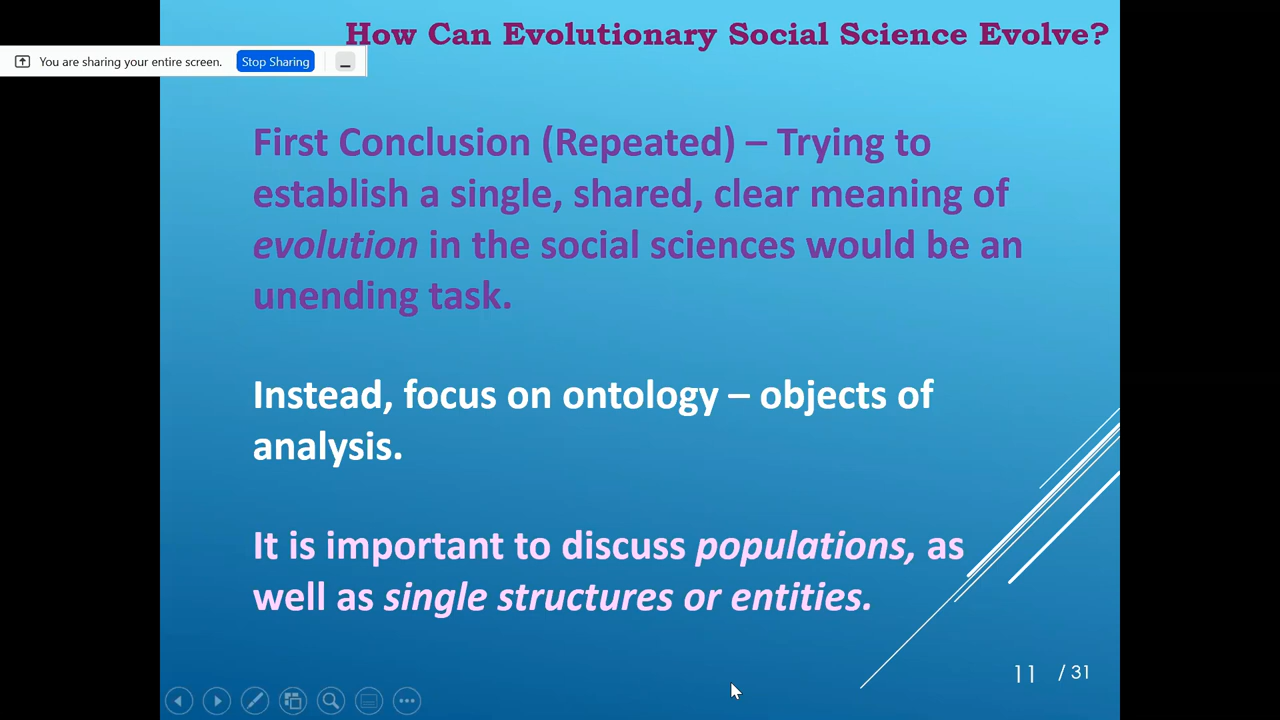 How Can Evolutionary Social Science Evolve?
You are sharing your entire screen. Stop Sharing
First Conclusion (Repeated) – Trying to
establish a single, shared, clear meaning of
evolution in the social sciences would be an
unending task.
Instead, focus on ontology – objects of
analysis.
It is important to discuss populations, as
well as single structures or entities.
11 / 31